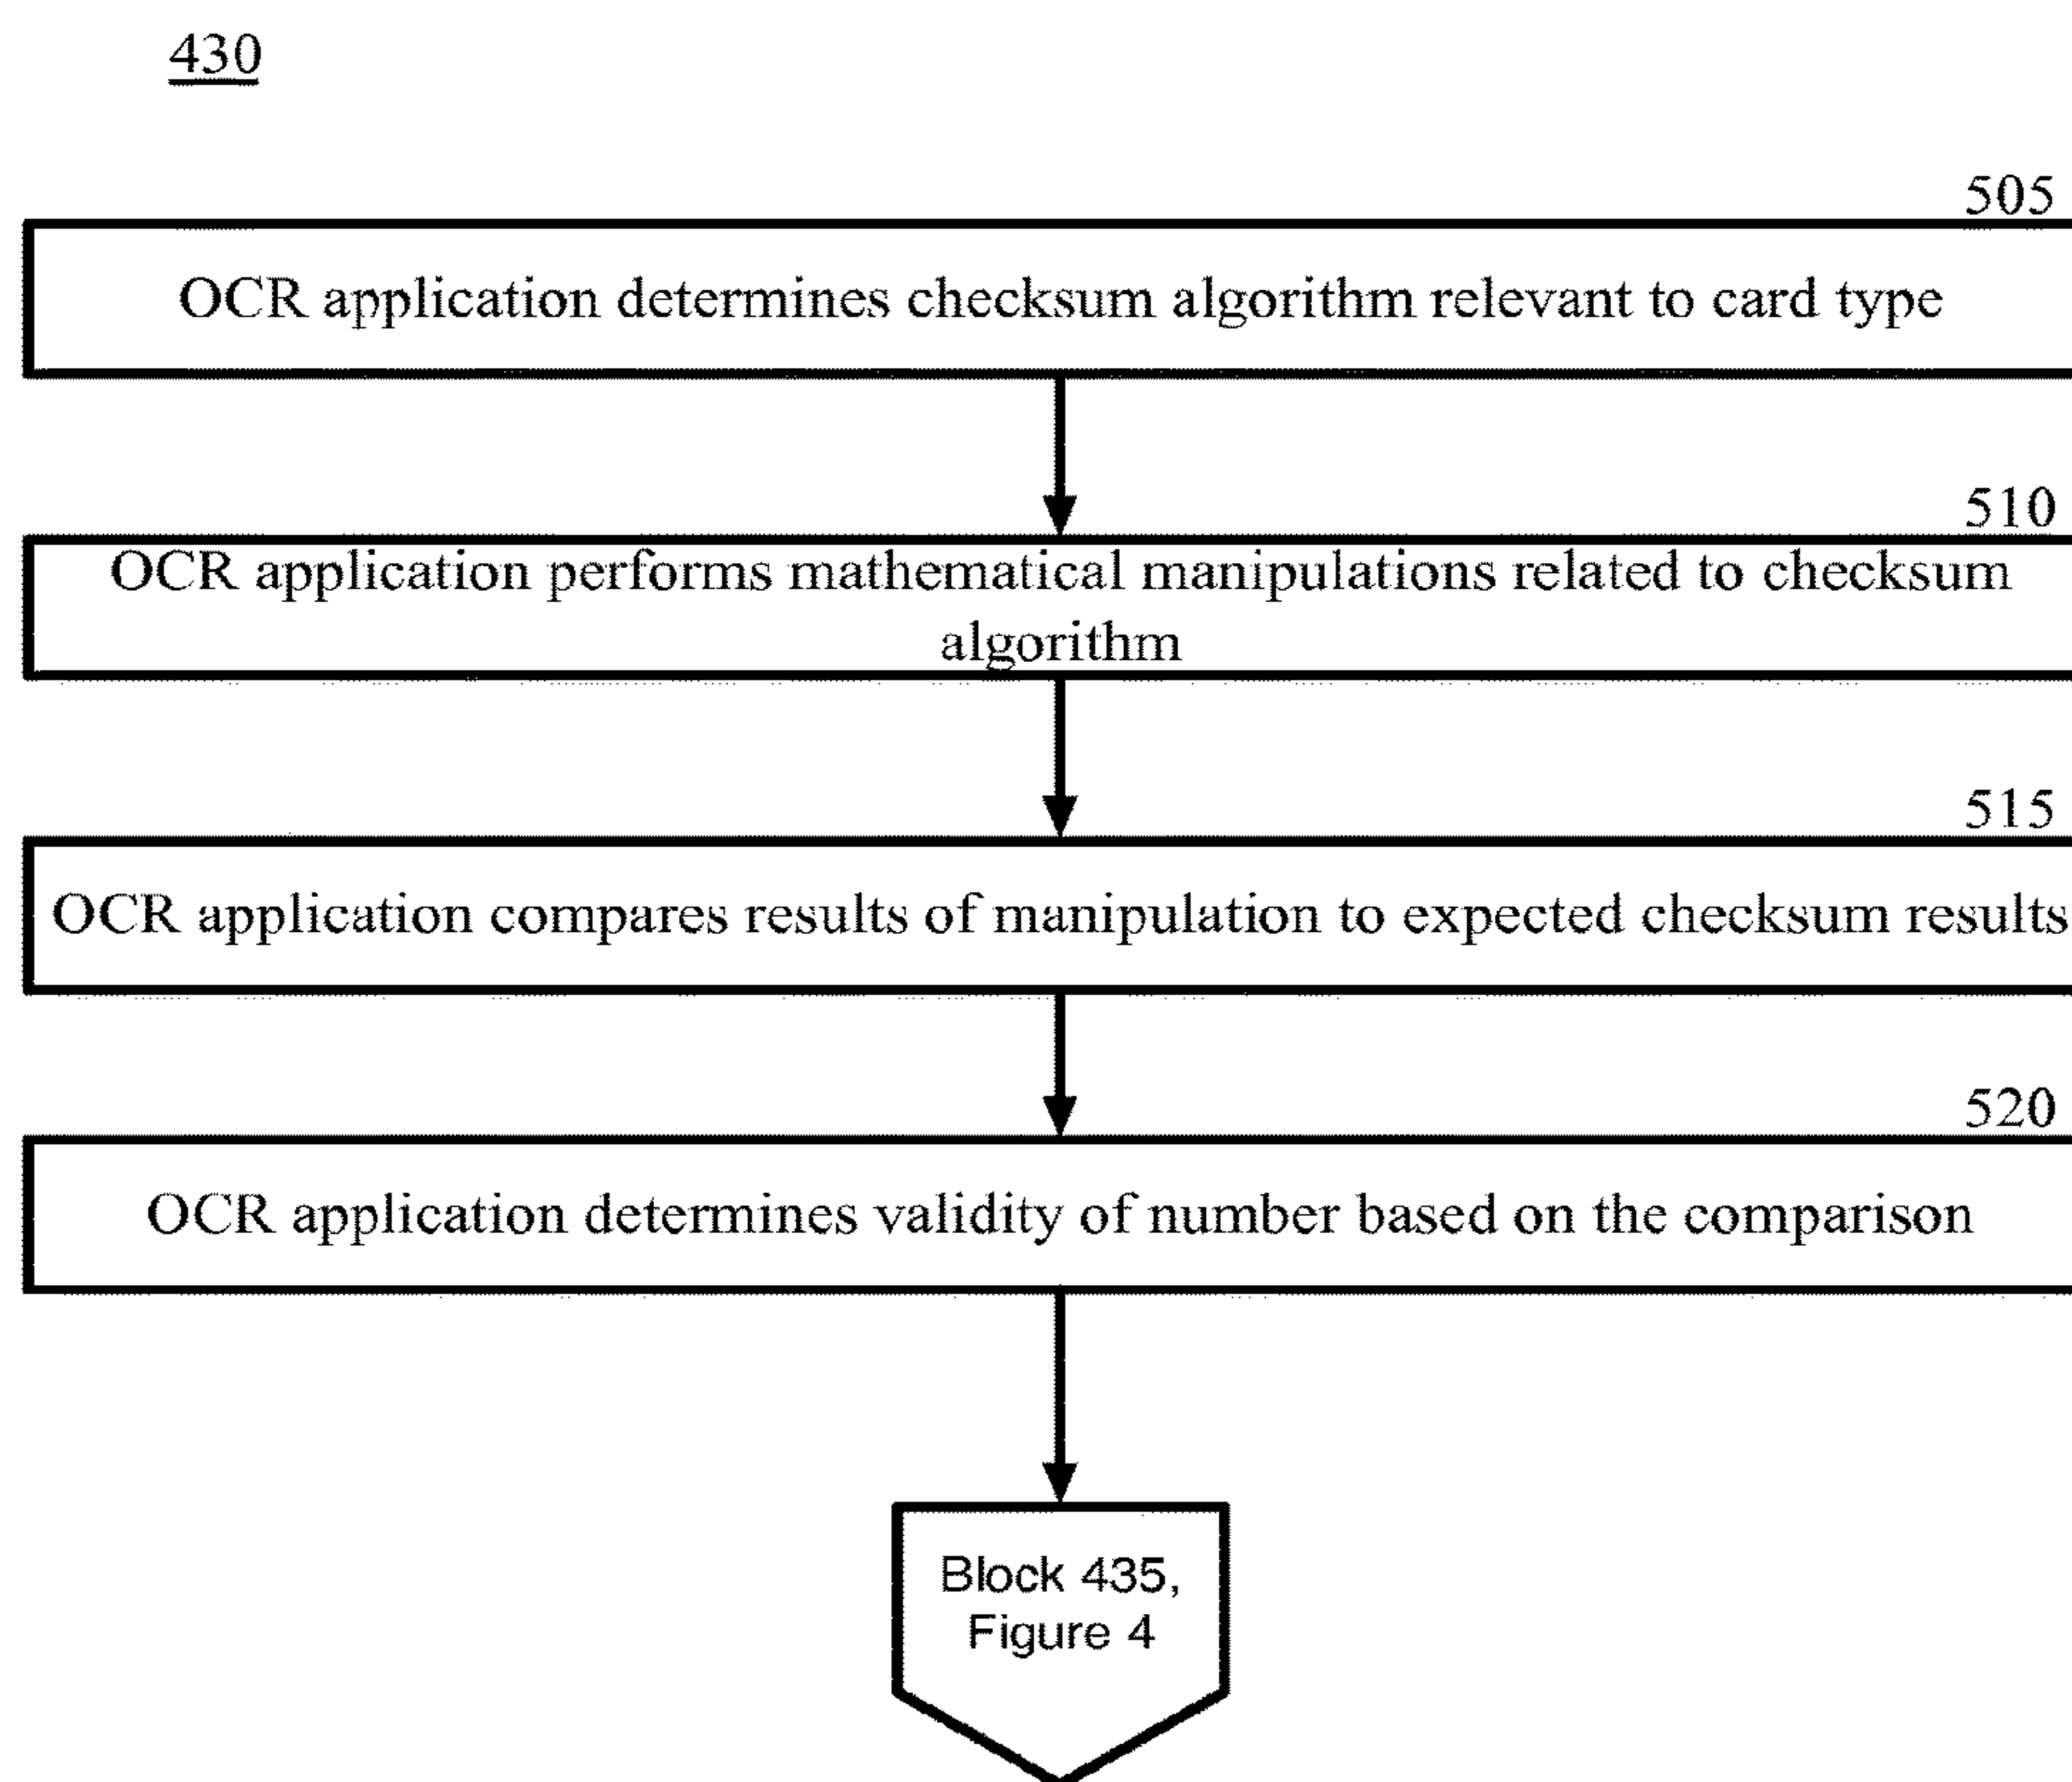 430
505
OCR application determines checksum algorithm relevant to card type
510
OCR application performs mathematical manipulations related to checksum
algorithm
515
OCR application compares results of manipulation to expected checksum results
520
OCR application determines validity of number based on the comparison
Block 435,
Figure 4